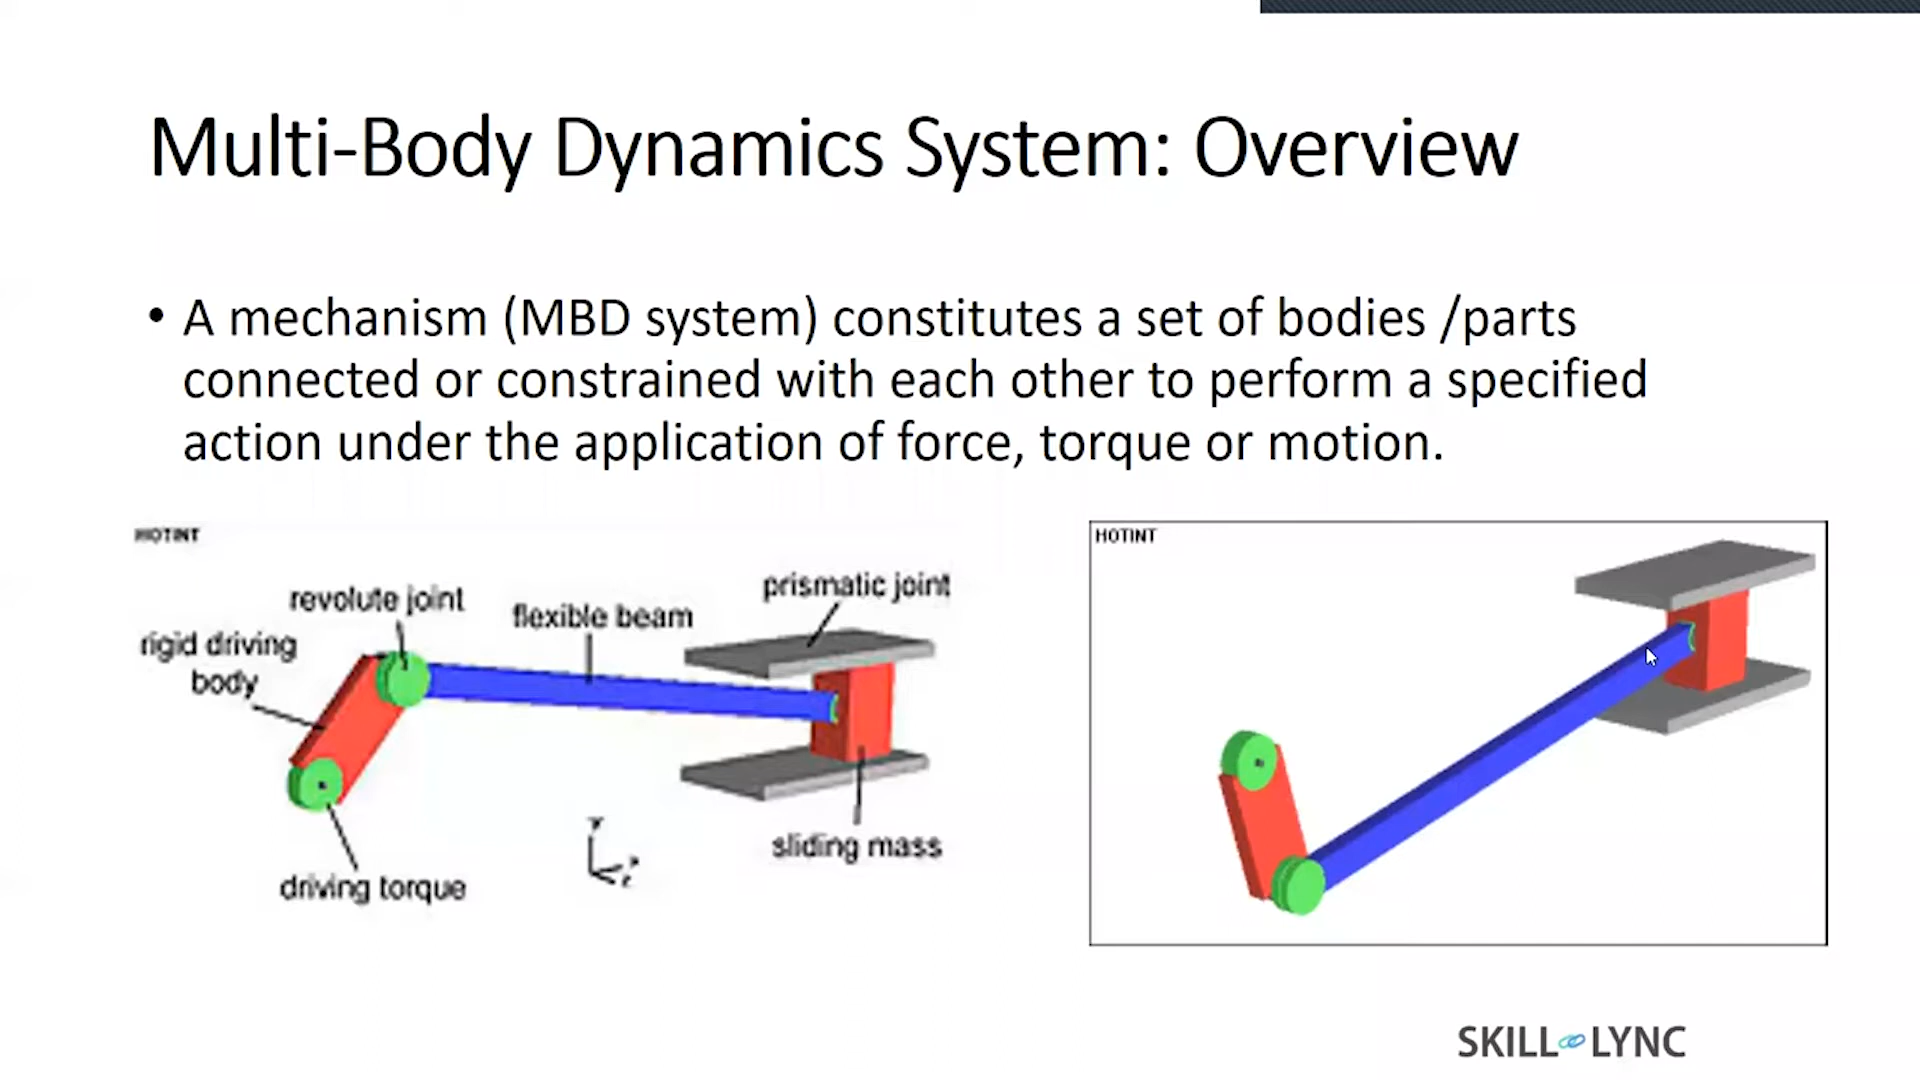 Multi-Body Dynamics System: Overview
• A mechanism (MBD system) constitutes a set of bodies /parts
connected or constrained with each other to perform a specified
action under the application of force, torque or motion.
HOTINT
revolute joint
rigid driving
body
flexible beam
prismatic joint
sliding mass
driving torque
HOTINT
SKILL LYNC